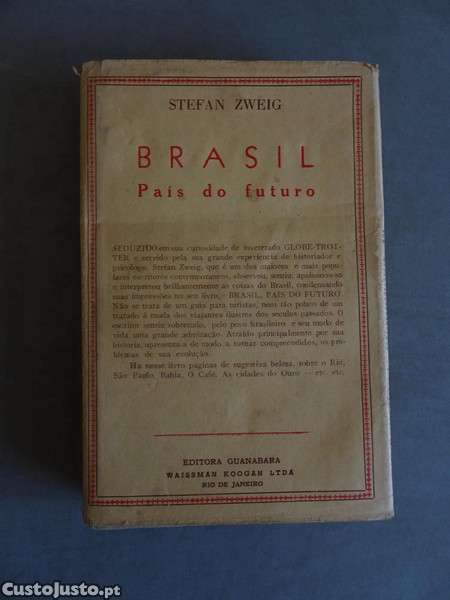 STEFAN ZWEIG
BRASIL
País do futuro
SEDUZIDO em sua curiosidade de inveterado GLOBE-TROT-
TER e servido pela sua grande experiencia de historiador e
psicólogo, Stefan Zweig, que é um dos maiores e mais popu-
lares escritores contemporaneos, observou, sentiu, apaixonou-se
e interpretou brilhantemente as coisas do Brasil, condensando
suas impressões no seu livro, - BRASIL, PAÍS DO FUTURO-
Não se trata de um guia para turistas, nem tão pouco de um
tratado á moda dos viajantes ilustres dos seculos passados. O
escritor sentiu sobretudo, pelo povo brasileiro e seu modo de
vida uma grande admiração. Atraído principalmente por sua
historia, apresenta-a de modo a tornar compreendidos, os pro-
blemas de sua evolução.
Ha nesse livro páginas de sugestiva beleza, sobre o Rio,
São Paulo, Bahia, O Café, As cidades do Ouro — etc. etc.
EDITORA GUANABARA
WAISSMAN KOOGAN LTDA
RIO DE JANEIRO
CustoJusto.pt